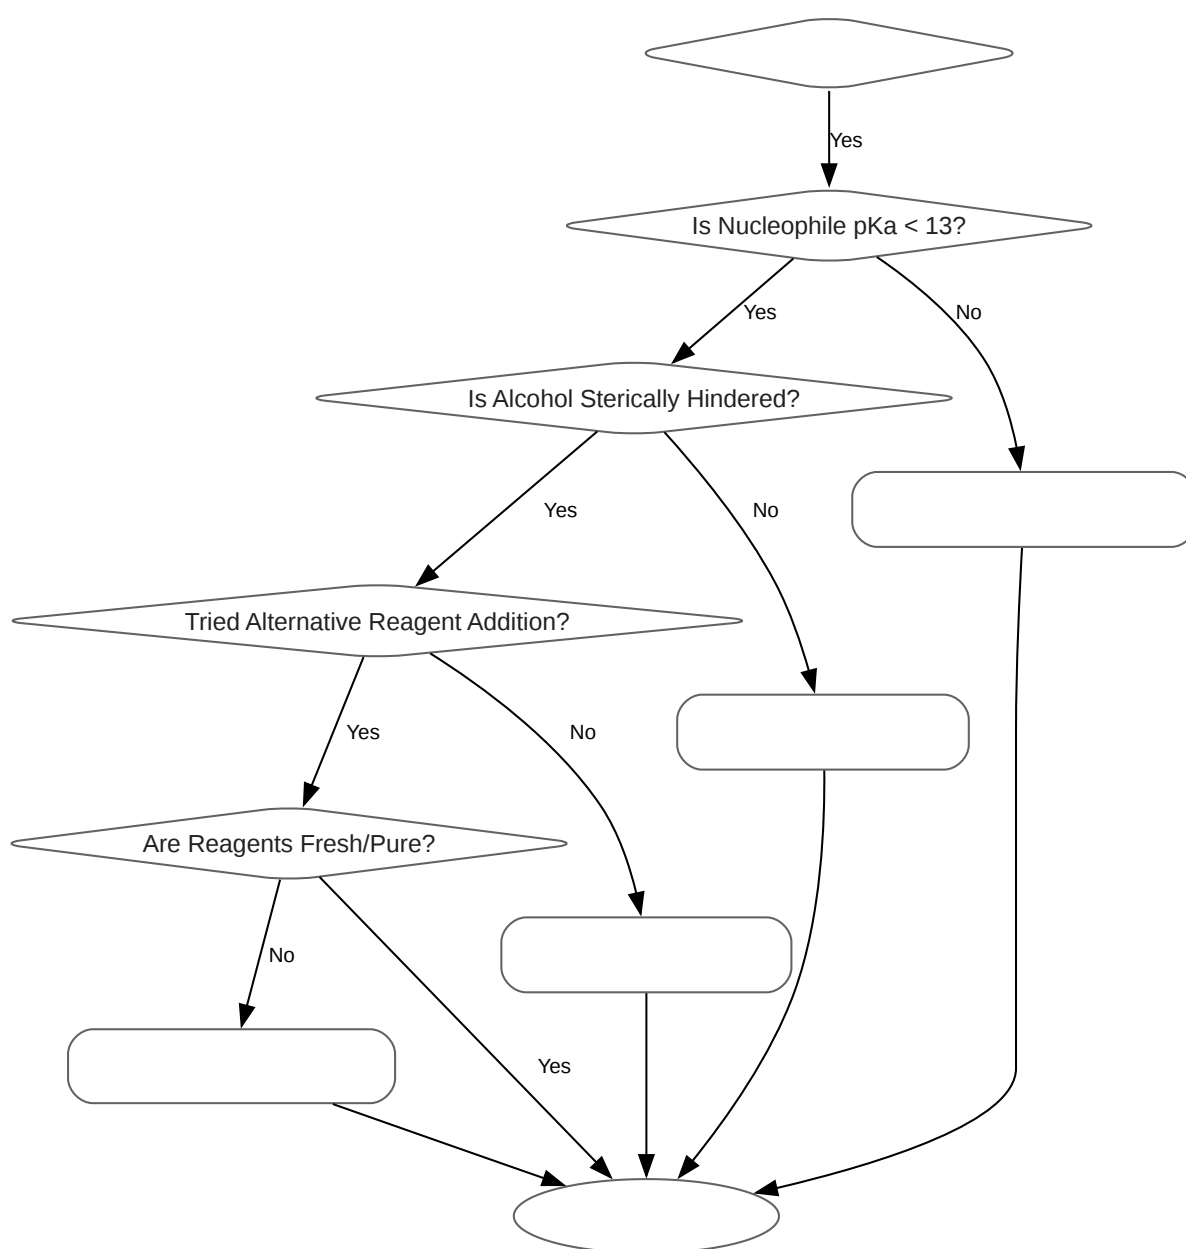 Yes
Is Nucleophile pKa < 13?
Yes
No
Is Alcohol Sterically Hindered?
Yes
No
Tried Alternative Reagent Addition?
Yes
No
Are Reagents Fresh/Pure?
No
Yes